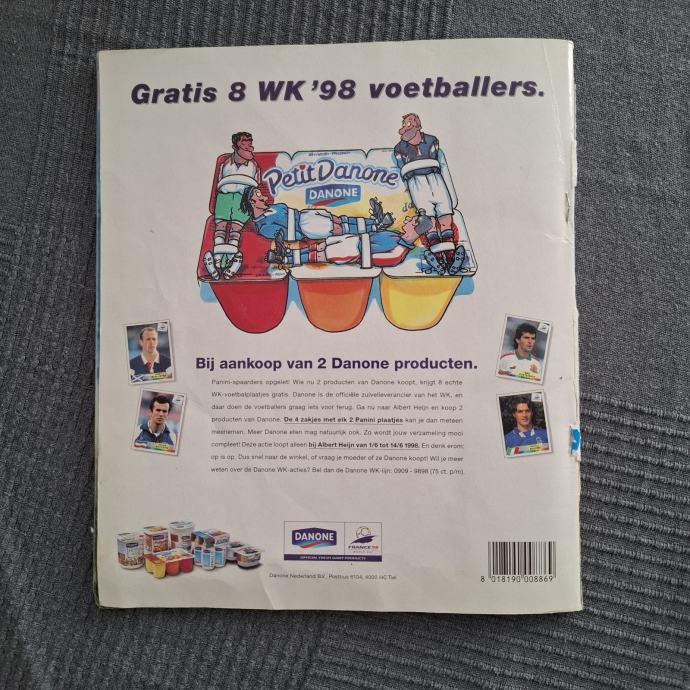 Gratis 8 WK '98 voetballers.
Petit Danone
DANONE
Bij aankoop van 2 Danone producten.
Panini-spaarders opgelet! Wie nu 2 producten van Danone koopt, krijgt 8 echte
WK-voetbalplaatjes gratis. Danone is de officiële zuivelleverancier van het WK, en
daar doen de voetballers graag iets voor terug. Ga nu naar Albert Heijn en koop 2
producten van Danone. De 4 zakjes met elk 2 Panini plaatjes kan je dan meteen
meenemen. Meer Danone eten mag natuurlijk ook. Zo wordt jouw verzameling mooi
compleet! Deze actie loopt alleen bij Albert Heijn van 1/6 tot 14/6 1998. En denk erom:
op is op. Dus snel naar de winkel, of vraag je moeder of ze Danone koopt! Wil je meer
weten over de Danone WK-acties? Bel dan de Danone WK-lijn: 0909 - 9898 (75 ct. p/m).
DANONE
FRANCE 98
OFFICIAL FRESH DAIRY PRODUCTS
Danone Nederland B.V., Postbus 6104, 4000 HC Tiel
8 018190 008869